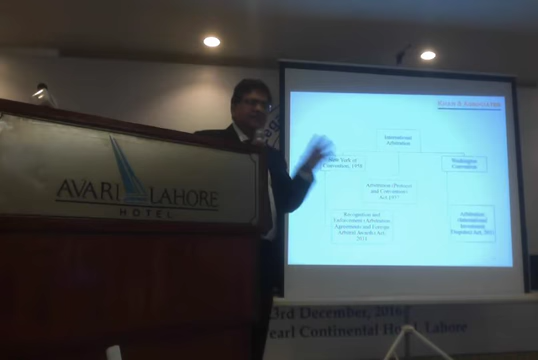 AVARI LAHORE
HOTEL
International
Arbitration
New York
Convention, 1958
Washington
Convention
Arbitration (Protocol
and Convention)
Act 1937
Recognition and
Enforcement (Arbitration
Agreements and Foreign
Arbitral Awards) Act,
2011
Arbitration
(International
Investment
Disputes) Act, 2011
3rd December, 2016
Pearl Continental Hotel, Lahore